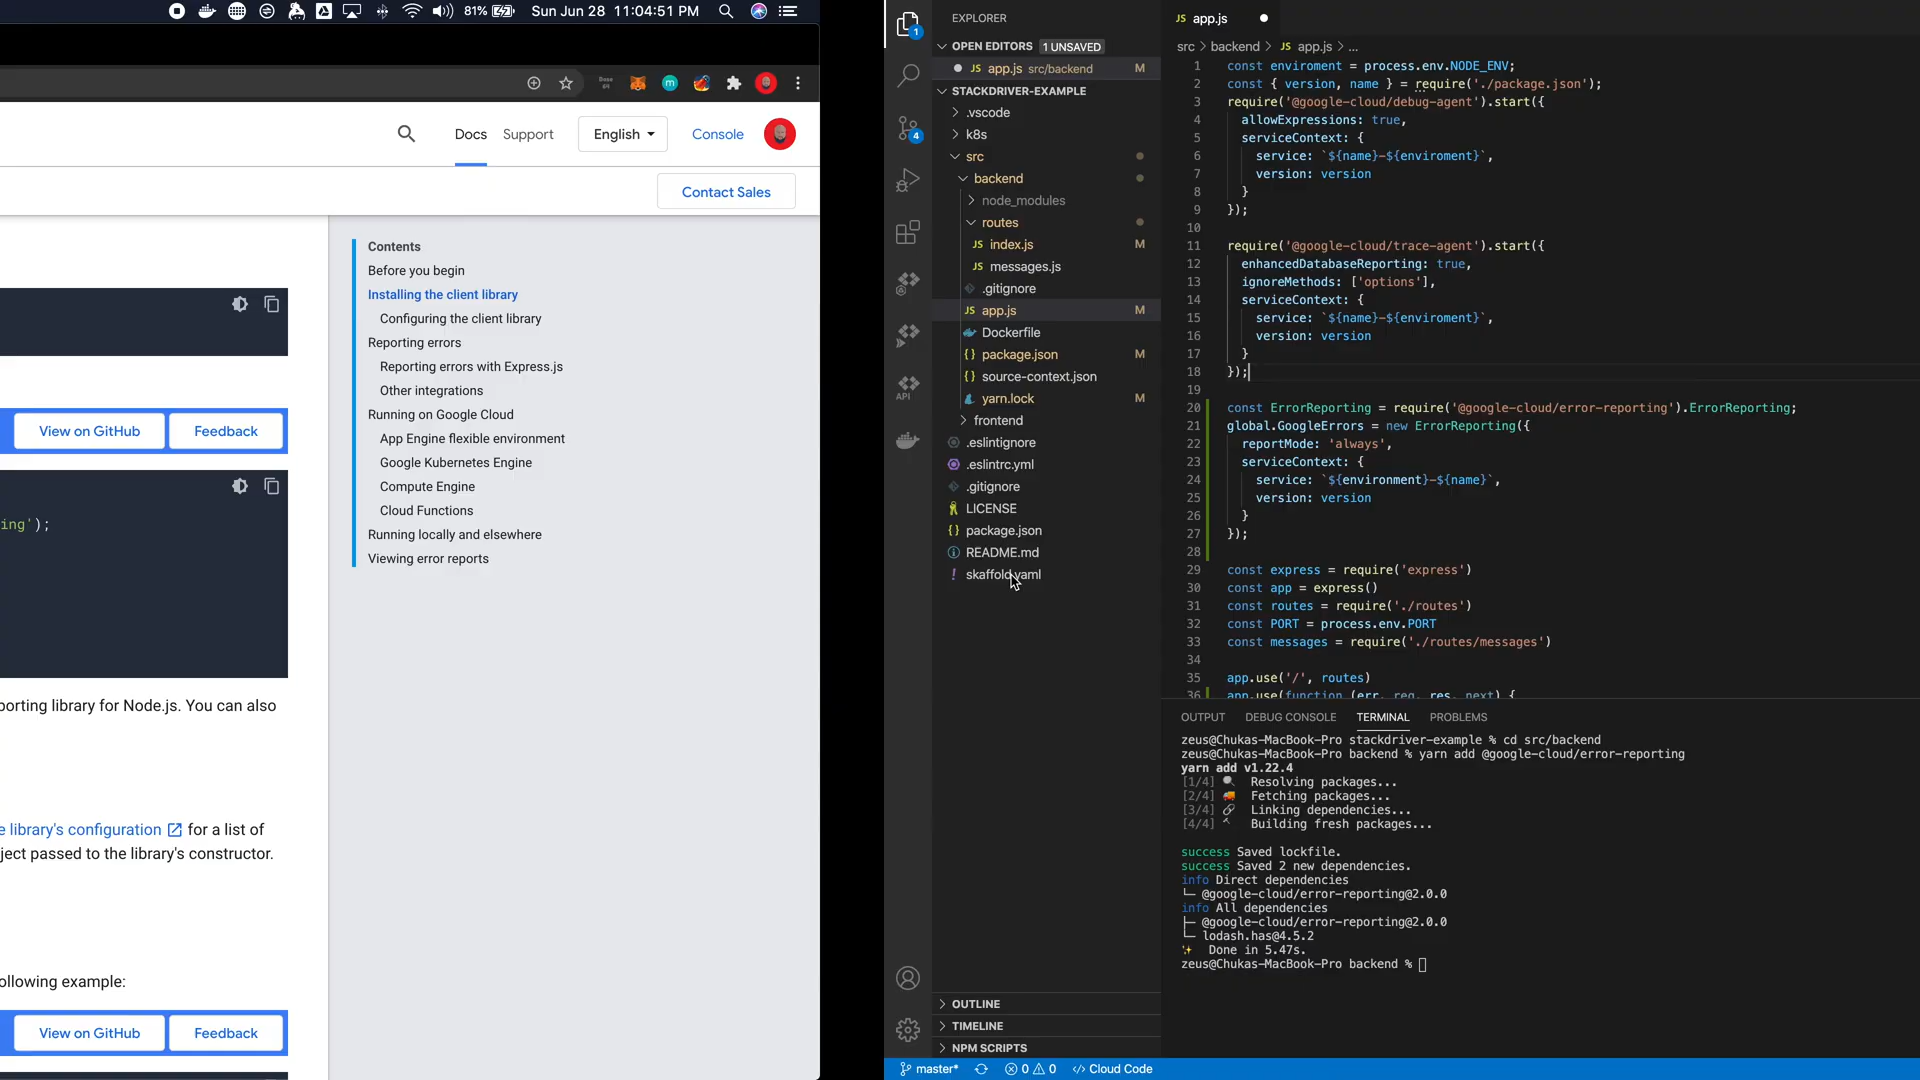 81%
Sun Jun 28 11:04:51 PM
Docs
Support
English
Console
Contact Sales
Contents
Before you begin
Installing the client library
Configuring the client library
Reporting errors
Reporting errors with Express.js
Other integrations
Running on Google Cloud
App Engine flexible environment
Google Kubernetes Engine
Compute Engine
Cloud Functions
Running locally and elsewhere
Viewing error reports
View on GitHub
Feedback
ing');
porting library for Node.js. You can also
e library's configuration for a list of
ject passed to the library's constructor.
ollowing example:
View on GitHub
Feedback
1
4
API
EXPLORER
OPEN EDITORS 1 UNSAVED
JS app.js src/backend M
STACKDRIVER-EXAMPLE
.vscode
k8s
src
backend
node_modules
routes
JS index.js M
JS messages.js
.gitignore
JS app.js M
Dockerfile
{} package.json M
{} source-context.json
yarn.lock M
frontend
.eslintignore
.eslintrc.yml
.gitignore
LICENSE
{} package.json
README.md
! skaffold.yaml
OUTLINE
TIMELINE
NPM SCRIPTS
JS app.js
src > backend > JS app.js > ...
1 const enviroment = process.env.NODE_ENV;
2 const { version, name } = require('./package.json');
3 require('@google-cloud/debug-agent').start({
4 allowExpressions: true,
5 serviceContext: {
6 service: `${name}-${enviroment}`,
7 version: version
8 }
9 });
10
11 require('@google-cloud/trace-agent').start({
12 enhancedDatabaseReporting: true,
13 ignoreMethods: ['options'],
14 serviceContext: {
15 service: `${name}-${enviroment}`,
16 version: version
17 }
18 });
19
20 const ErrorReporting = require('@google-cloud/error-reporting').ErrorReporting;
21 global.GoogleErrors = new ErrorReporting({
22 reportMode: 'always',
23 serviceContext: {
24 service: `${environment}-${name}`,
25 version: version
26 }
27 });
28
29 const express = require('express')
30 const app = express()
31 const routes = require('./routes')
32 const PORT = process.env.PORT
33 const messages = require('./routes/messages')
34
35 app.use('/', routes)
36 app.use(function (err, req, res, next) {
OUTPUT DEBUG CONSOLE TERMINAL PROBLEMS
zeus@Chukas-MacBook-Pro stackdriver-example % cd src/backend
zeus@Chukas-MacBook-Pro backend % yarn add @google-cloud/error-reporting
yarn add v1.22.4
[1/4] Resolving packages...
[2/4] Fetching packages...
[3/4] Linking dependencies...
[4/4] Building fresh packages...
success Saved lockfile.
success Saved 2 new dependencies.
info Direct dependencies
└─ @google-cloud/error-reporting@2.0.0
info All dependencies
├─ @google-cloud/error-reporting@2.0.0
└─ lodash.has@4.5.2
Done in 5.47s.
zeus@Chukas-MacBook-Pro backend %
master* 0 0 Cloud Code